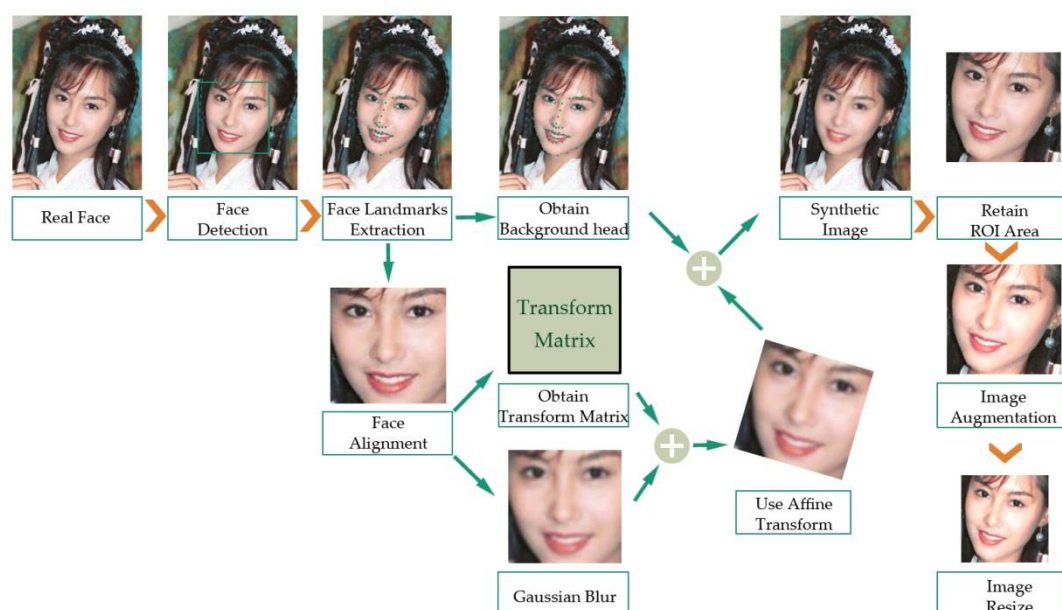 Real Face
Face
Detection
Face Landmarks
Extraction
Obtain
Background head
Synthetic
Image
Retain
ROI Area
Transform
Matrix
Face
Alignment
Obtain
Transform Matrix
Image
Augmentation
Use Affine
Transform
Gaussian Blur
Image
Resize